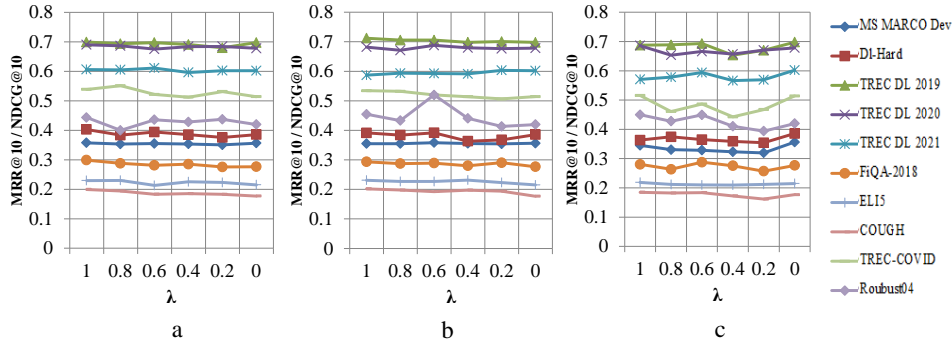 MRR@10 / NDCG@10
0.8
0.7
0.6
0.5
0.4
0.3
0.2
0.1
0
1 0.8 0.6 0.4 0.2 0
λ
a
MRR@10 / NDCG@10
0.8
0.7
0.6
0.5
0.4
0.3
0.2
0.1
0
1 0.8 0.6 0.4 0.2 0
λ
b
MRR@10 / NDCG@10
0.8
0.7
0.6
0.5
0.4
0.3
0.2
0.1
0
1 0.8 0.6 0.4 0.2 0
λ
c
MS MARCO Dev
Dl-Hard
TREC DL 2019
TREC DL 2020
TREC DL 2021
FiQA-2018
ELI5
COUGH
TREC-COVID
Roubust04